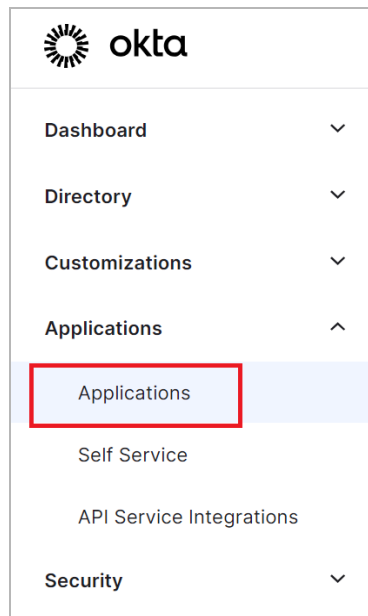 okta
Dashboard
Directory
Customizations
Applications
Applications
Self Service
API Service Integrations
Security